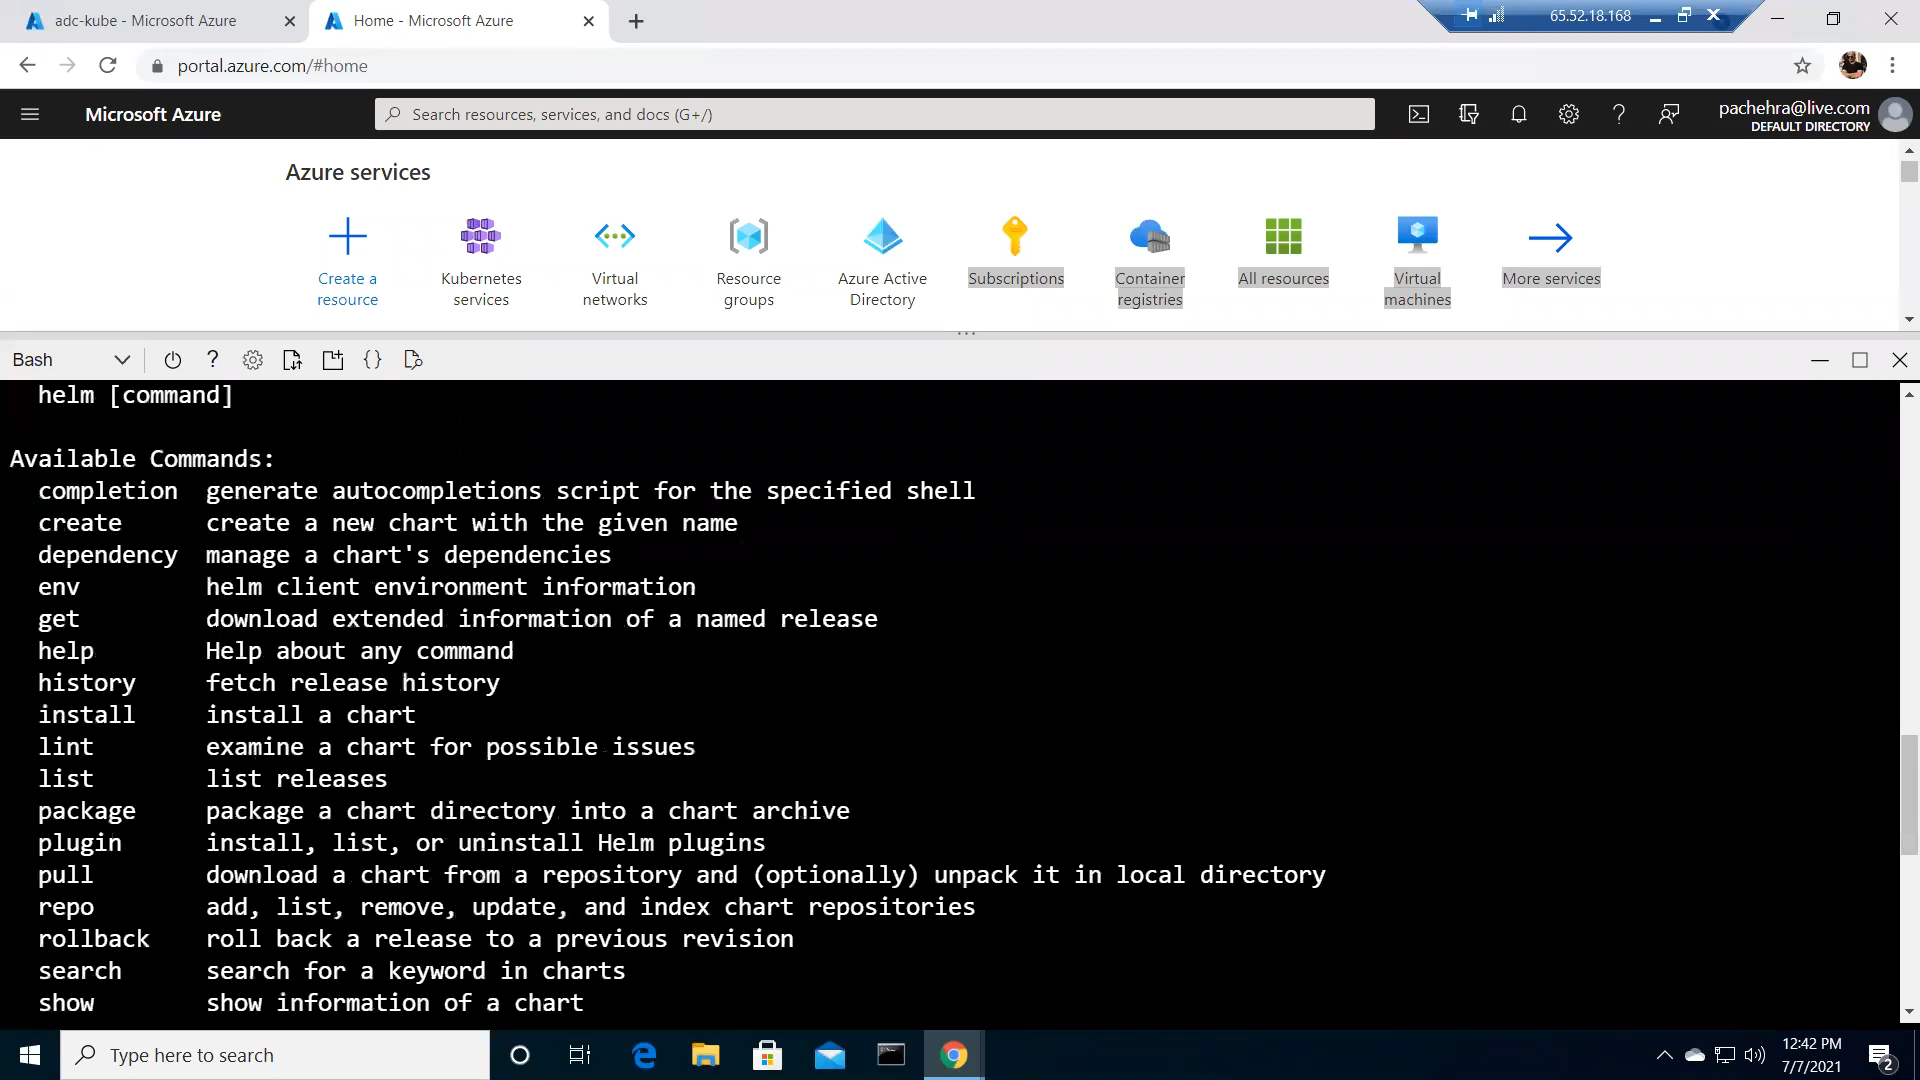 adc-kube - Microsoft Azure
Home - Microsoft Azure
65.52.18.168
portal.azure.com/#home
Microsoft Azure
Search resources, services, and docs (G+/)
pachehra@live.com
DEFAULT DIRECTORY
Azure services
Create a
resource
Kubernetes
services
Virtual
networks
Resource
groups
Azure Active
Directory
Subscriptions
Container
registries
All resources
Virtual
machines
More services
Bash
helm [command]
Available Commands:
completion generate autocompletions script for the specified shell
create create a new chart with the given name
dependency manage a chart's dependencies
env helm client environment information
get download extended information of a named release
help Help about any command
history fetch release history
install install a chart
lint examine a chart for possible issues
list list releases
package package a chart directory into a chart archive
plugin install, list, or uninstall Helm plugins
pull download a chart from a repository and (optionally) unpack it in local directory
repo add, list, remove, update, and index chart repositories
rollback roll back a release to a previous revision
search search for a keyword in charts
show show information of a chart
Type here to search
12:42 PM
7/7/2021
2